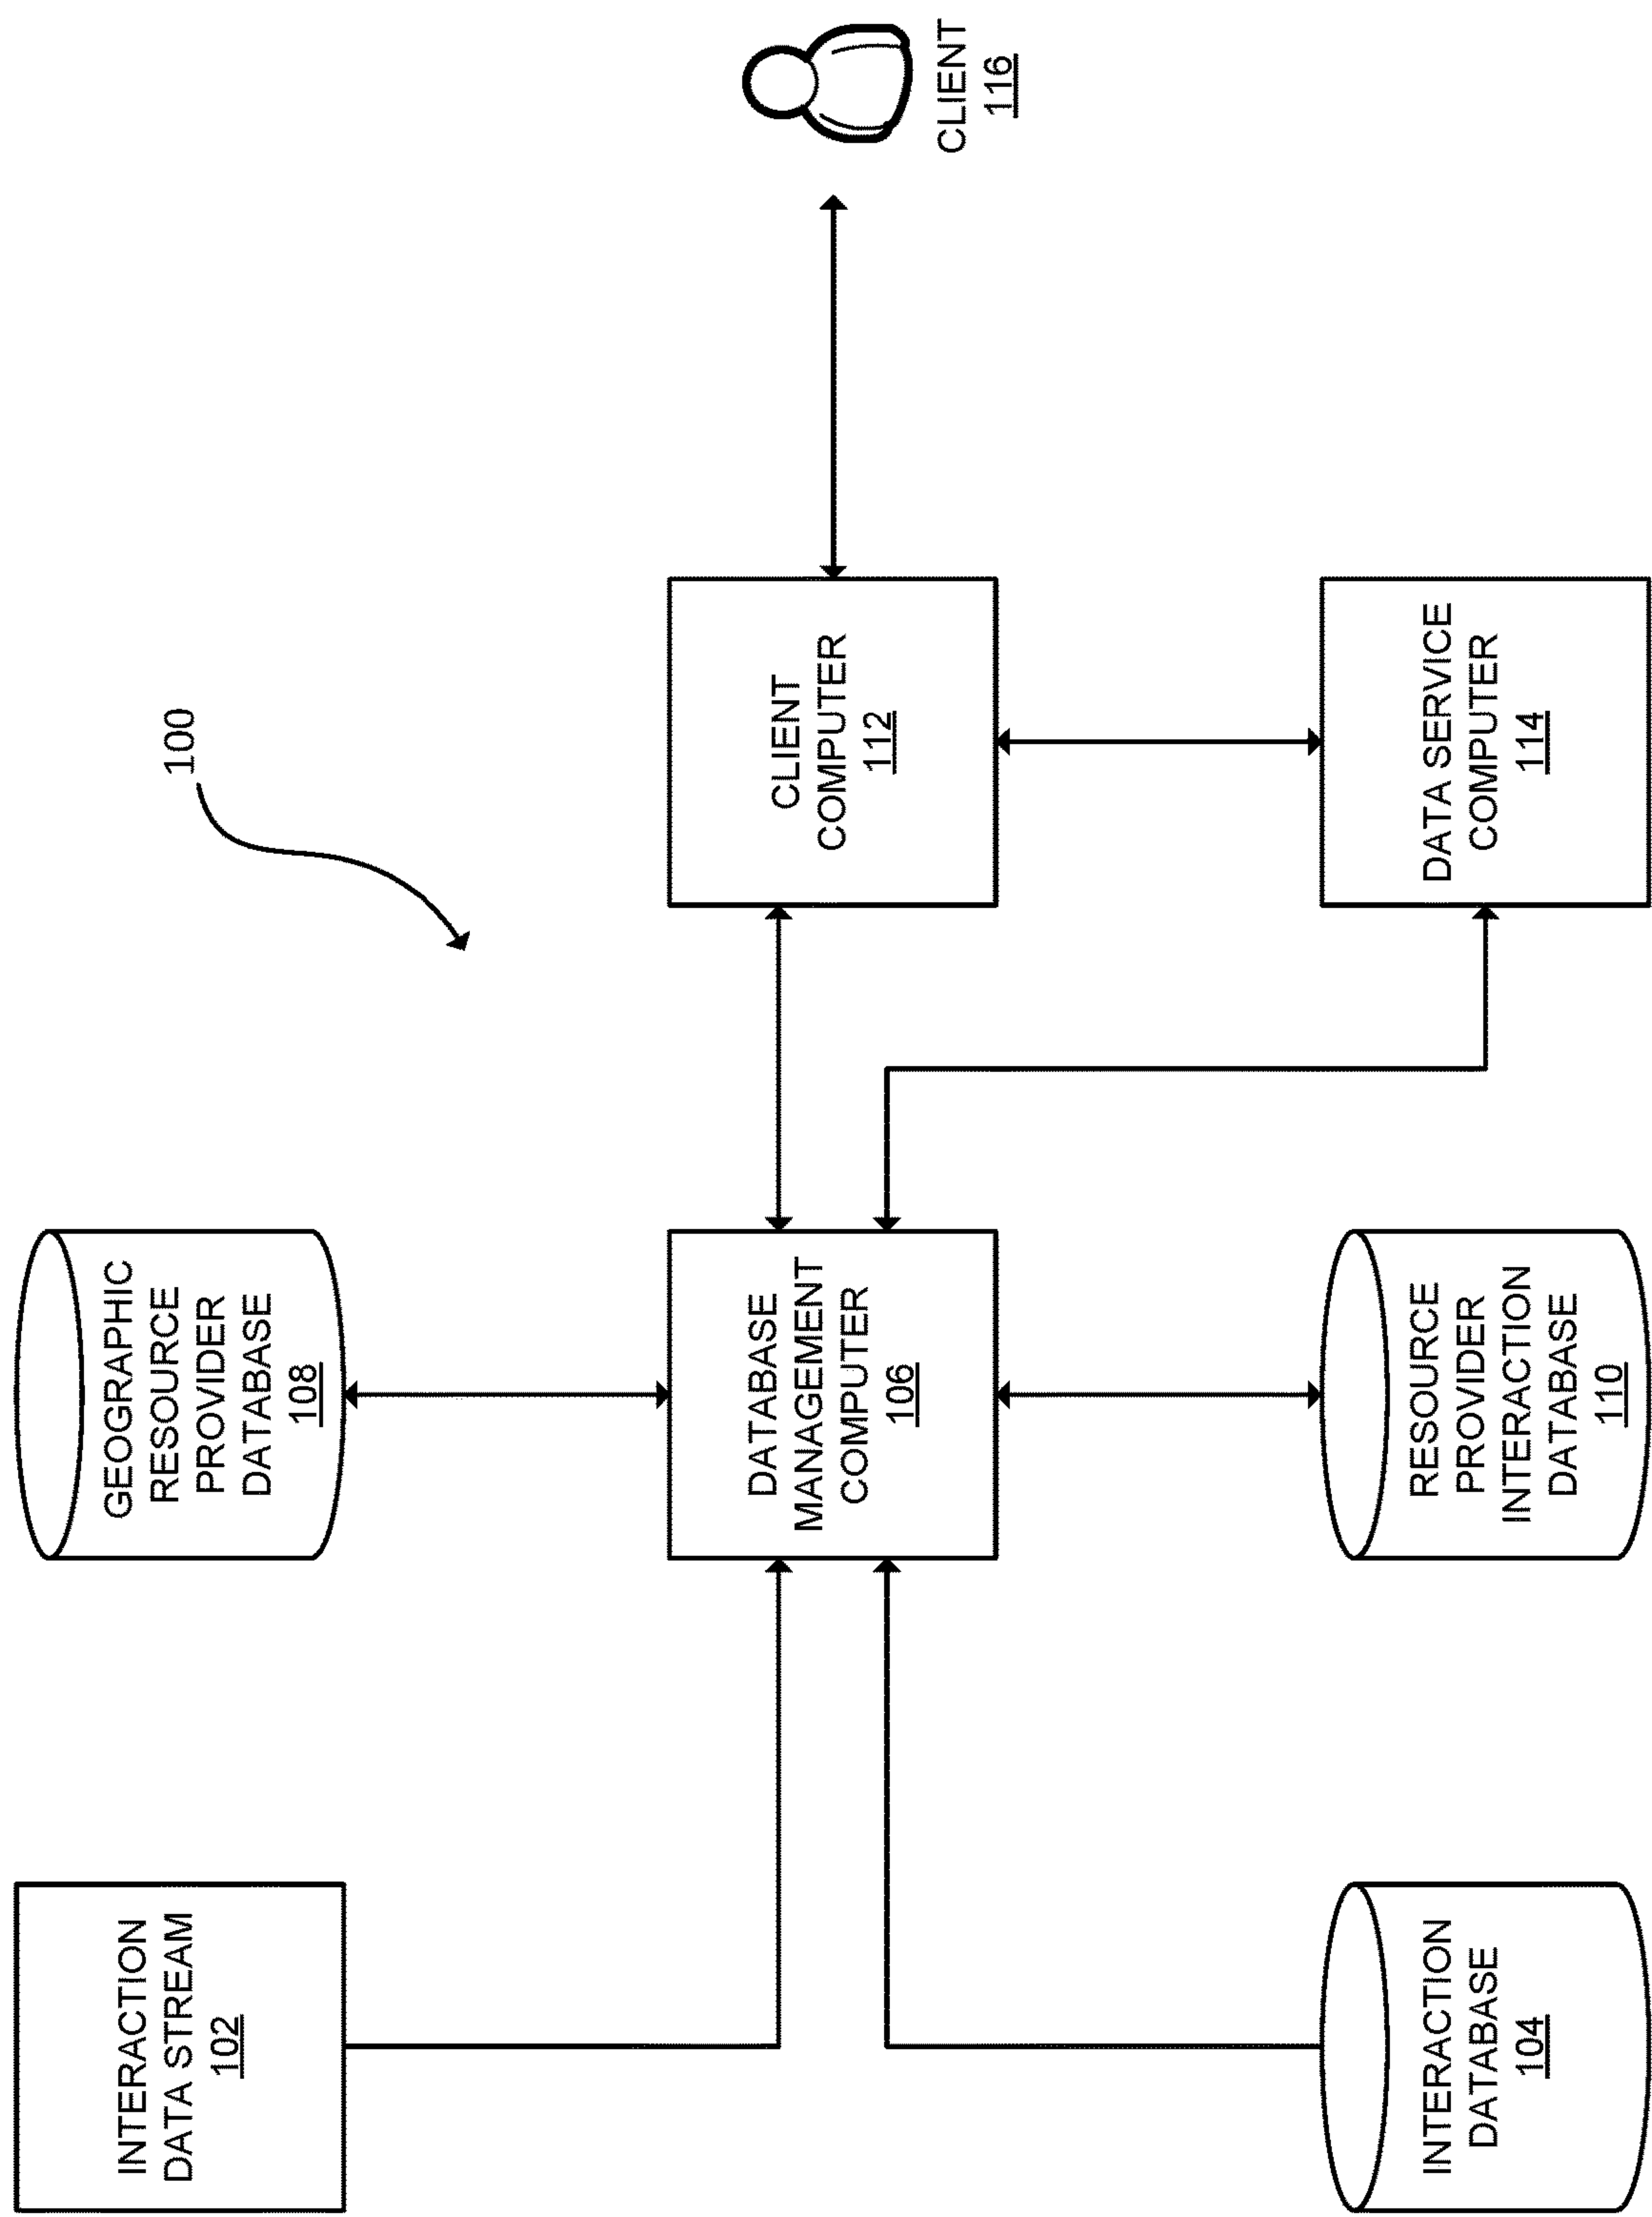 100
INTERACTION
DATA STREAM
102
GEOGRAPHIC
RESOURCE
PROVIDER
DATABASE
108
DATABASE
MANAGEMENT
COMPUTER
106
CLIENT
COMPUTER
112
CLIENT
116
INTERACTION
DATABASE
104
RESOURCE
PROVIDER
INTERACTION
DATABASE
110
DATA SERVICE
COMPUTER
114